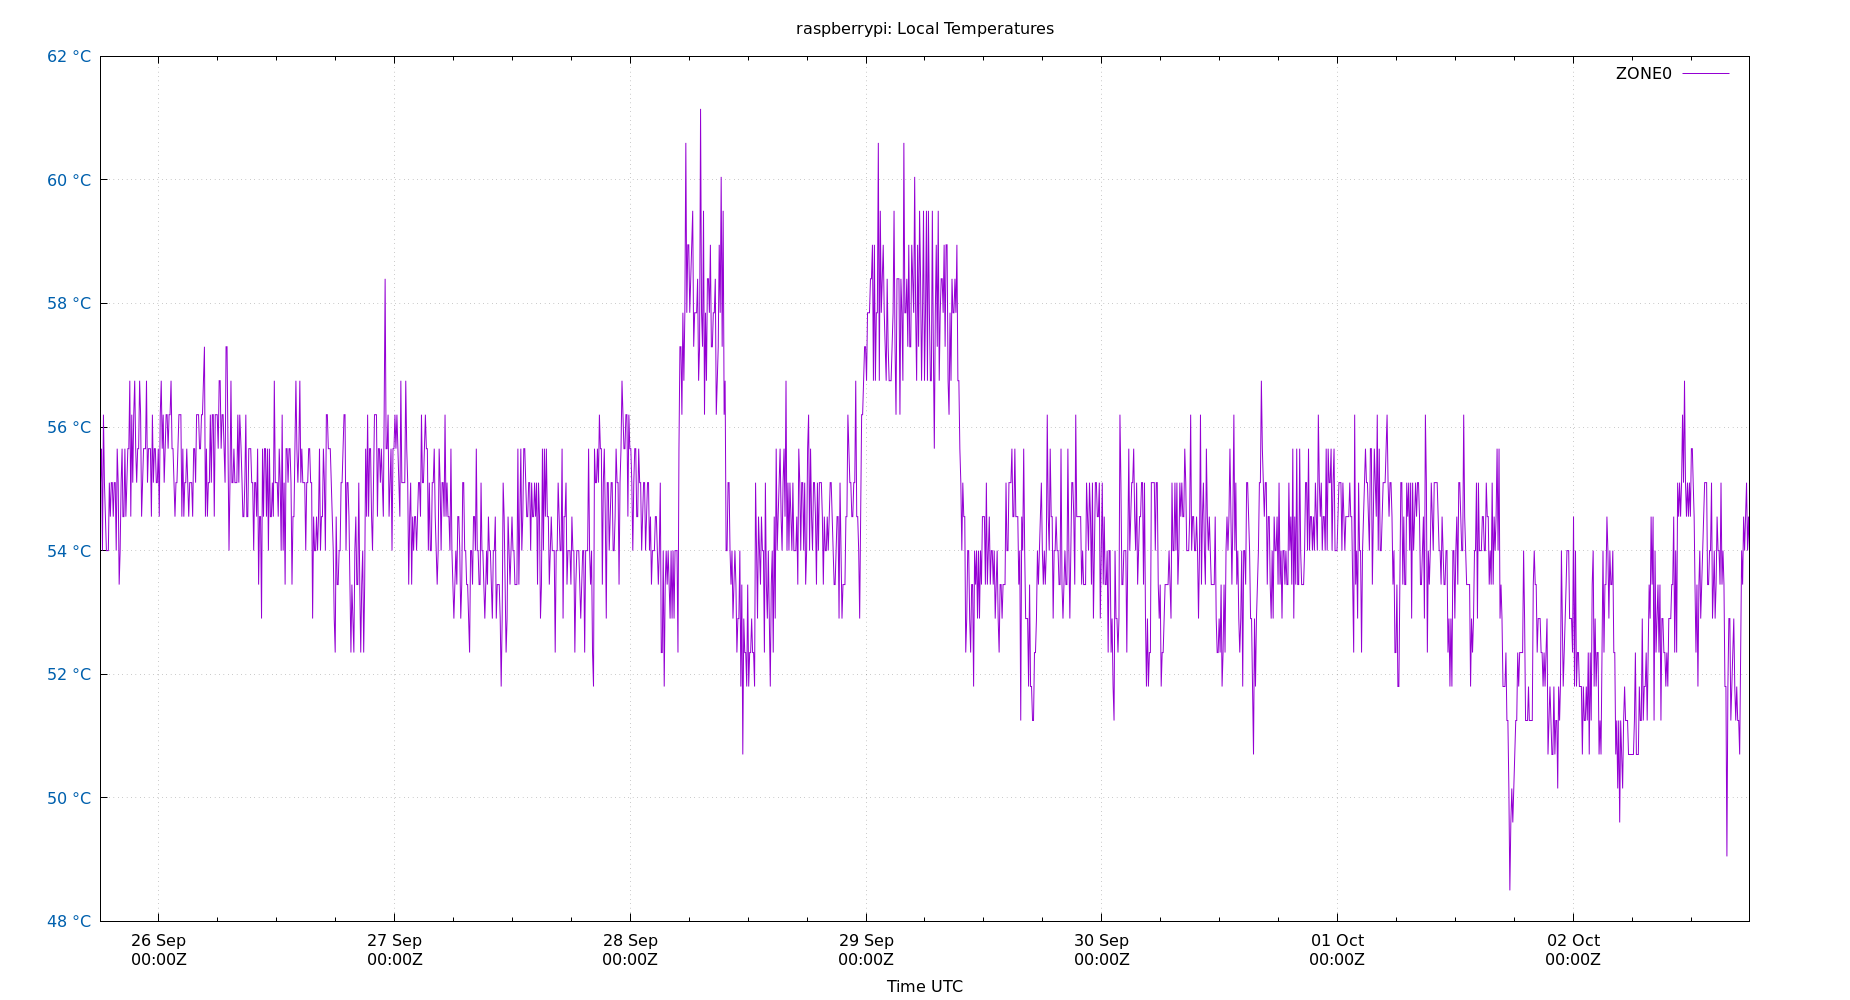 raspberrypi: Local Temperatures
ZONE0
62 °C
60 °C
58 °C
56 °C
54 °C
52 °C
50 °C
48 °C
26 Sep
00:00Z
27 Sep
00:00Z
28 Sep
00:00Z
29 Sep
00:00Z
30 Sep
00:00Z
01 Oct
00:00Z
02 Oct
00:00Z
Time UTC